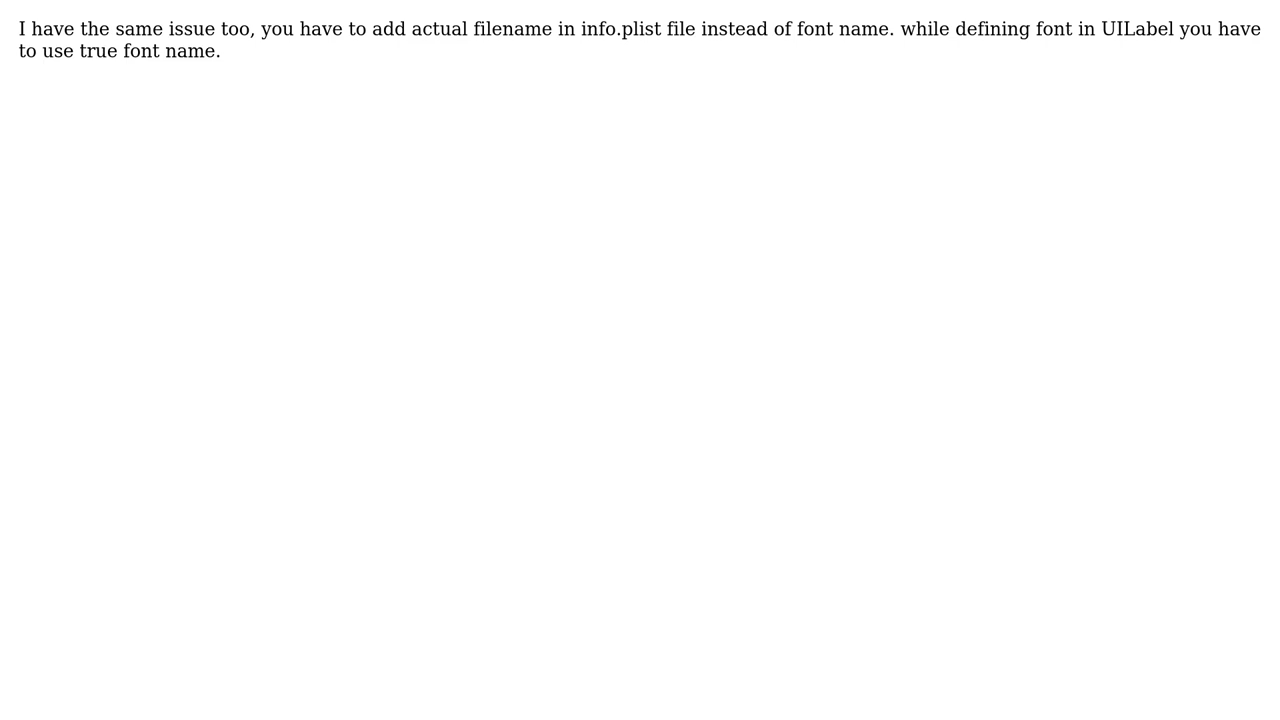 I have the same issue too, you have to add actual filename in info.plist file instead of font name. while defining font in UILabel you have
to use true font name.